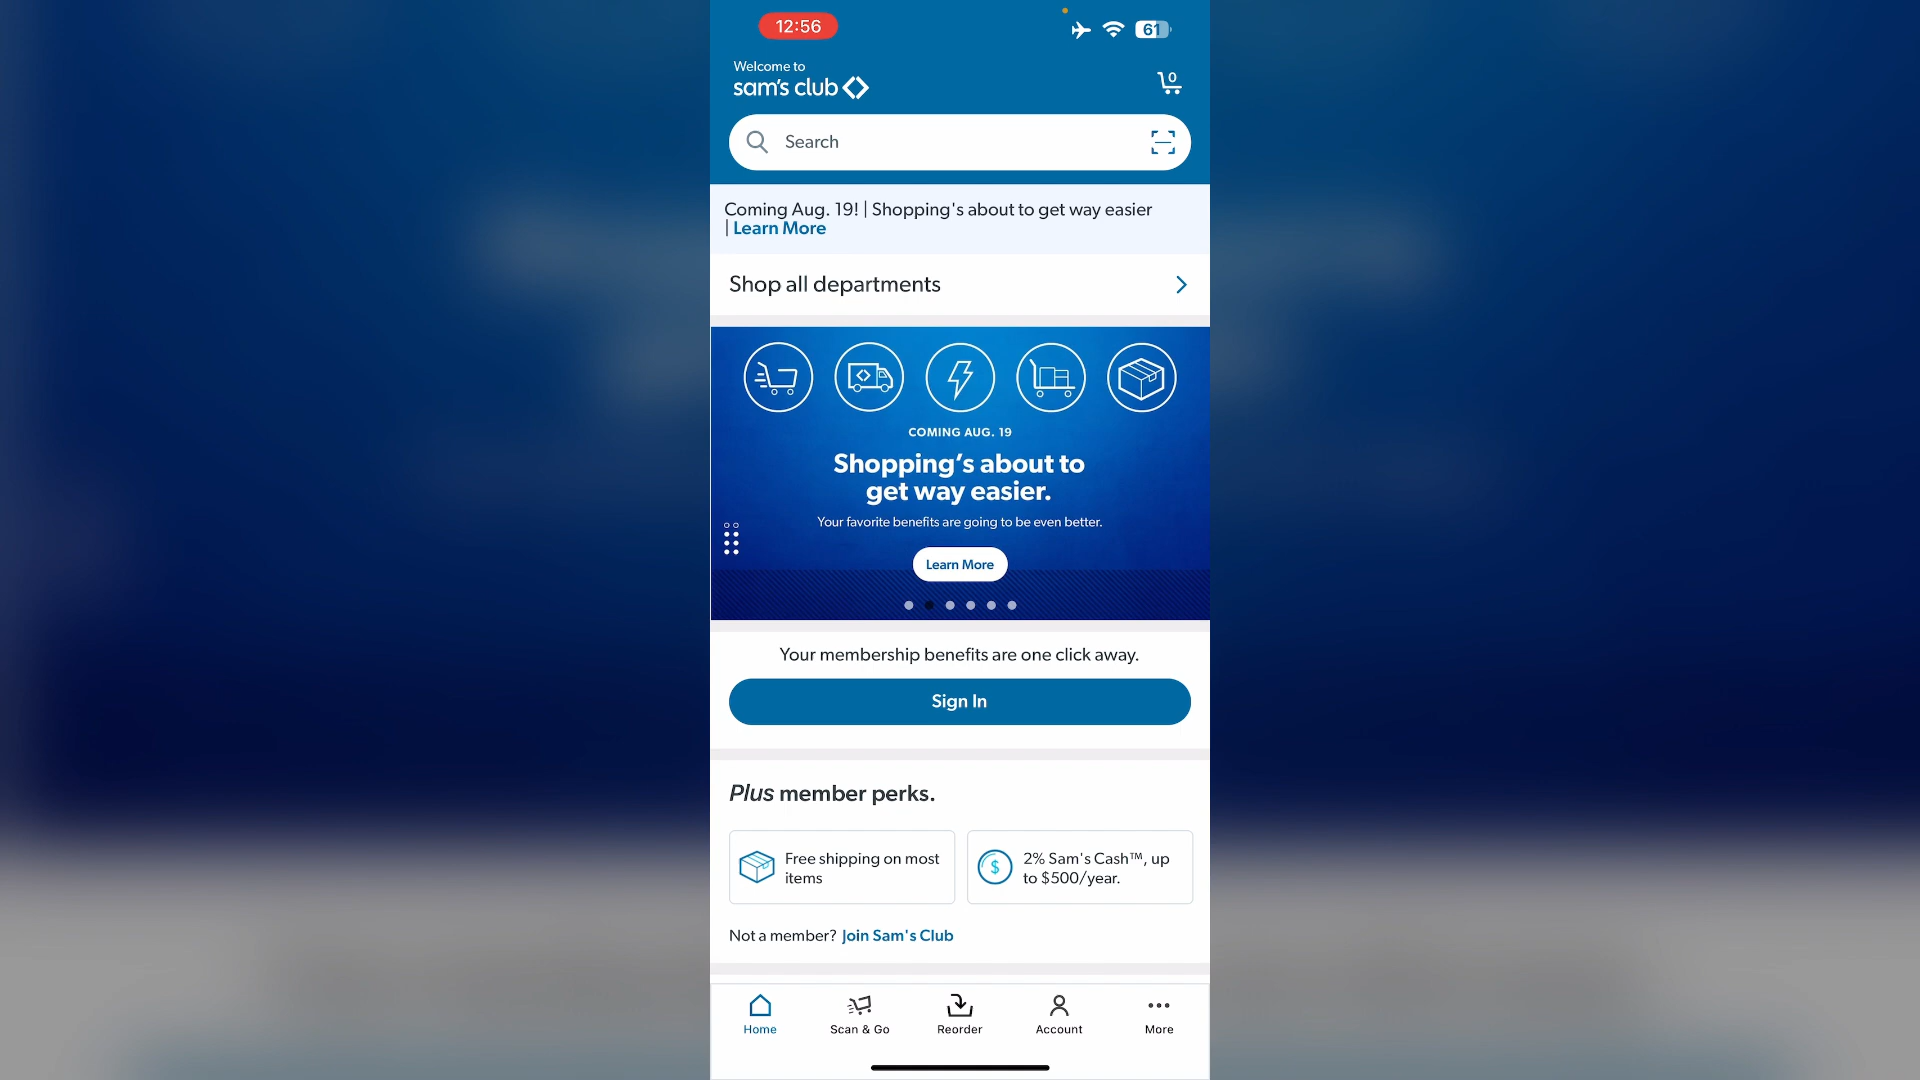 12:56
61
Welcome to
sam's club
0
Search
Coming Aug. 19! | Shopping's about to get way easier
| Learn More
Shop all departments
COMING AUG. 19
Shopping's about to
get way easier.
Your favorite benefits are going to be even better.
Learn More
Your membership benefits are one click away.
Sign In
Plus member perks.
Free shipping on most
items
$
2% Sam's Cash™, up
to $500/year.
Not a member? Join Sam's Club
Home
Scan & Go
Reorder
Account
More